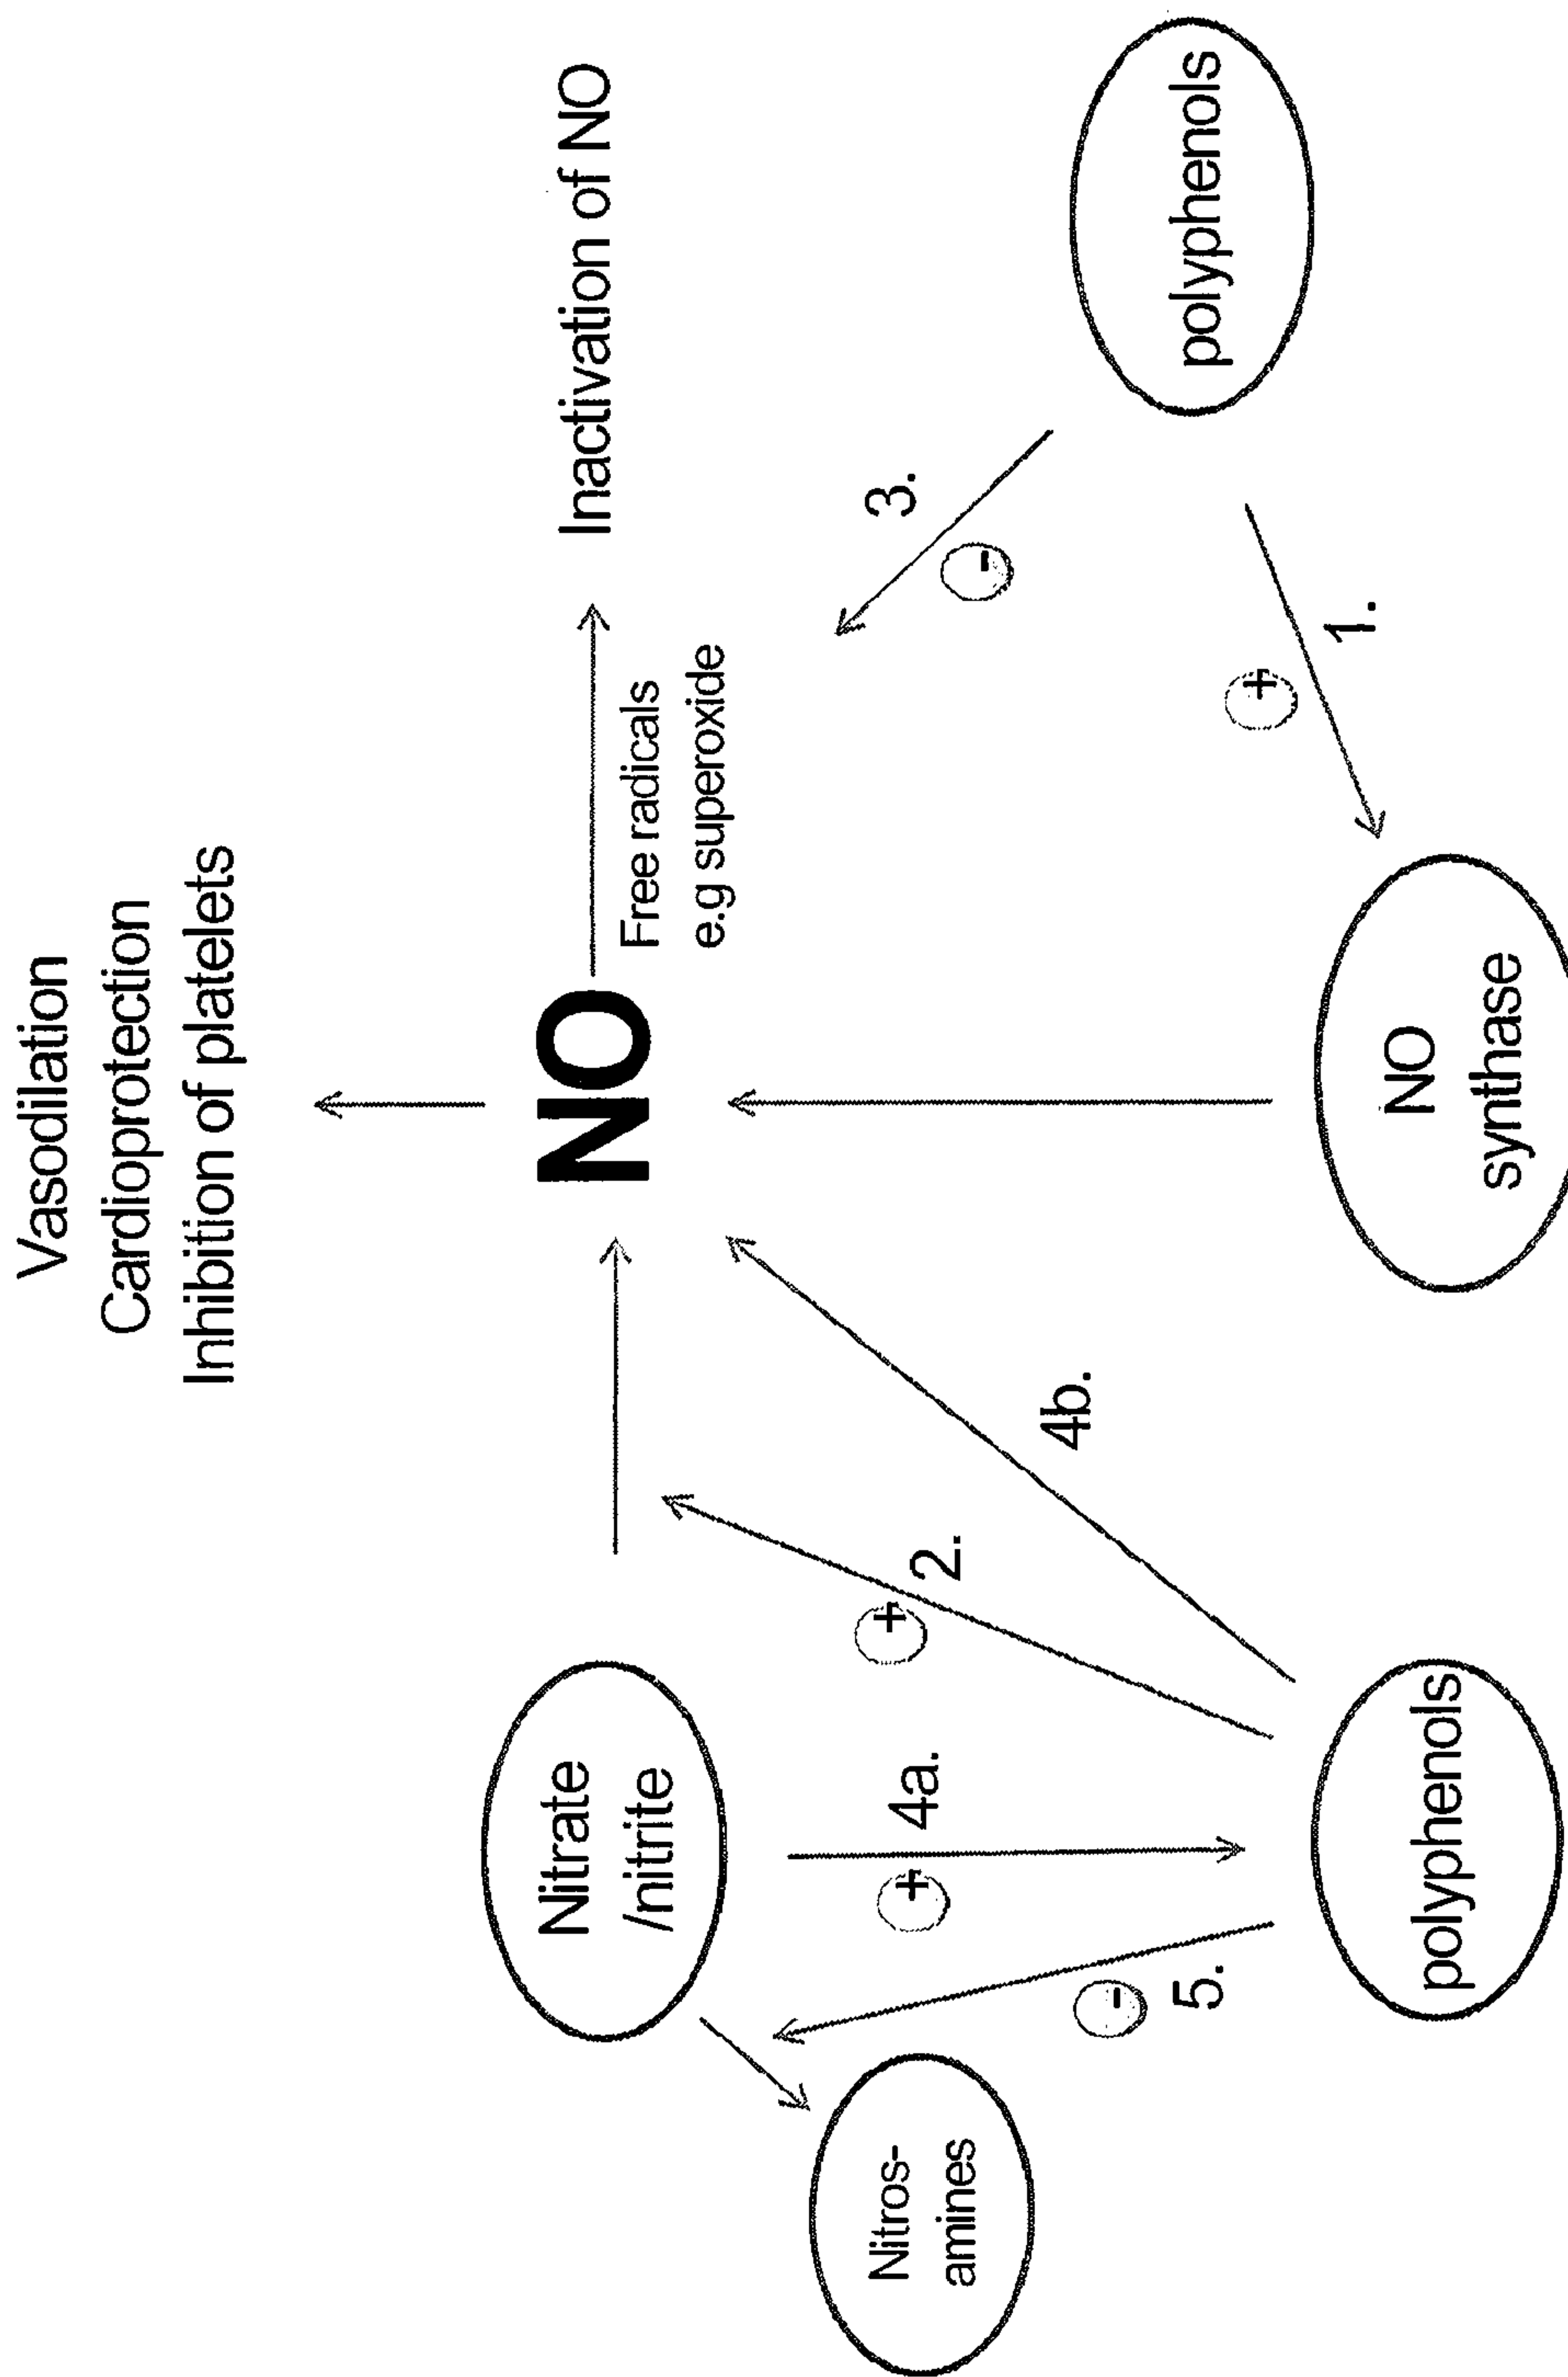 Vasodilation
Cardioprotection
Inhibition of platelets
Nitrate
/nitrite
NO
Inactivation of NO
Free radicals
e.g superoxide
Nitros-
amines
+
4a.
+
2.
-
3.
-
5.
4b.
+
1.
polyphenols
NO
synthase
polyphenols